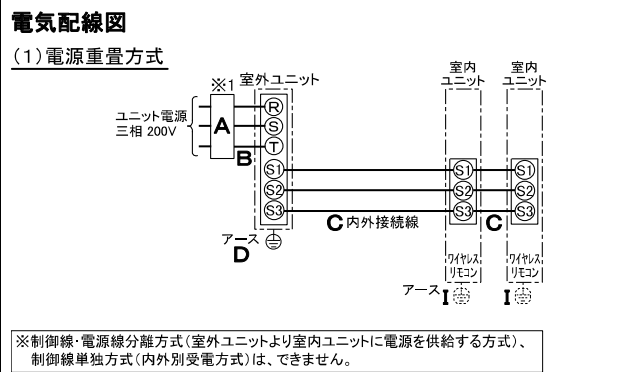 電気配線図
(1)電源重畳方式
※1 室外ユニット
室内
ユニット
室内
ユニット
ユニット電源
三相 200V
A
B
R
S
T
S1
S2
S3
S1
S2
S3
S1
S2
S3
C 内外接続線
C
アース
D
ワイヤレス
リモコン
ワイヤレス
リモコン
アース I
I
※制御線・電源線分離方式(室外ユニットより室内ユニットに電源を供給する方式)、
制御線単独方式(内外別受電方式)は、できません。